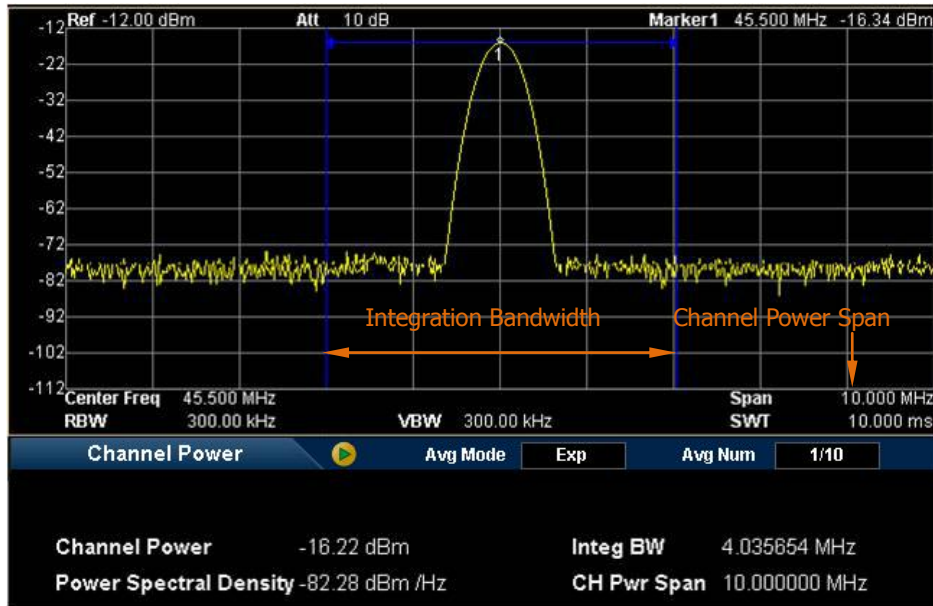 Ref -12.00 dBm Att 10 dB Marker1 45.500 MHz -16.34 dBm
-12
1
-22
-32
-42
-52
-62
-72
-82
-92
Integration Bandwidth Channel Power Span
-102
-112
Center Freq 45.500 MHz Span 10.000 MHz
RBW 300.00 kHz VBW 300.00 kHz SWT 10.000 ms
Channel Power Avg Mode Exp Avg Num 1/10
Channel Power -16.22 dBm Integ BW 4.035654 MHz
Power Spectral Density -82.28 dBm /Hz CH Pwr Span 10.000000 MHz